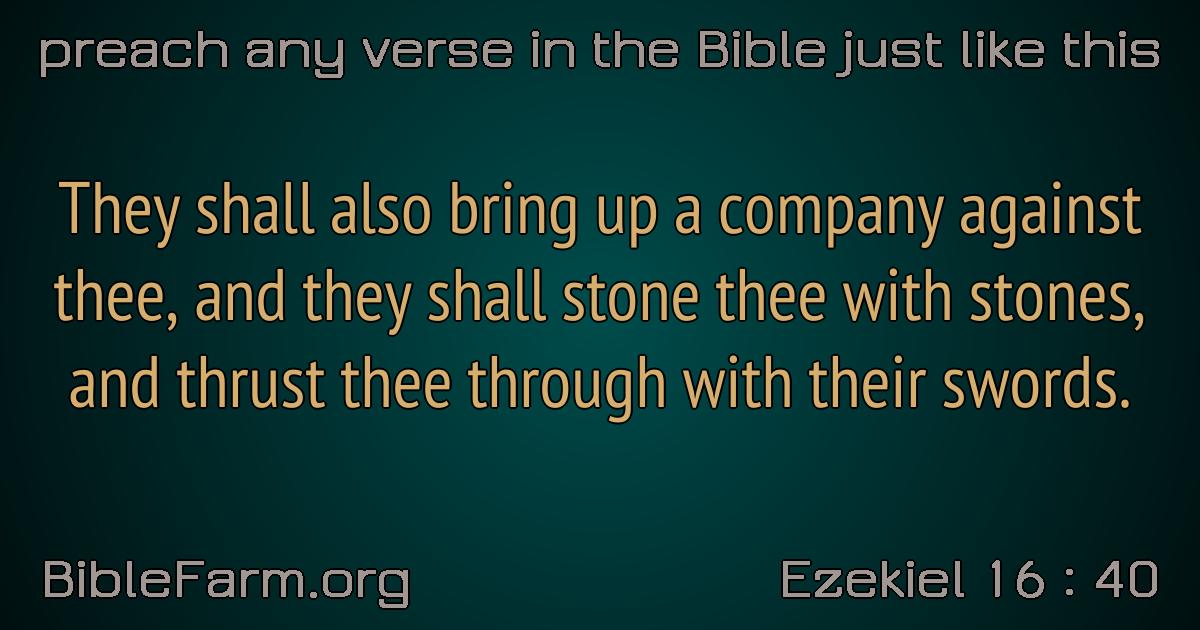 preach any verse in the Bible just like this
They shall also bring up a company against
thee, and they shall stone thee with stones,
and thrust thee through with their swords.
BibleFarm.org
Ezekiel 16 : 40